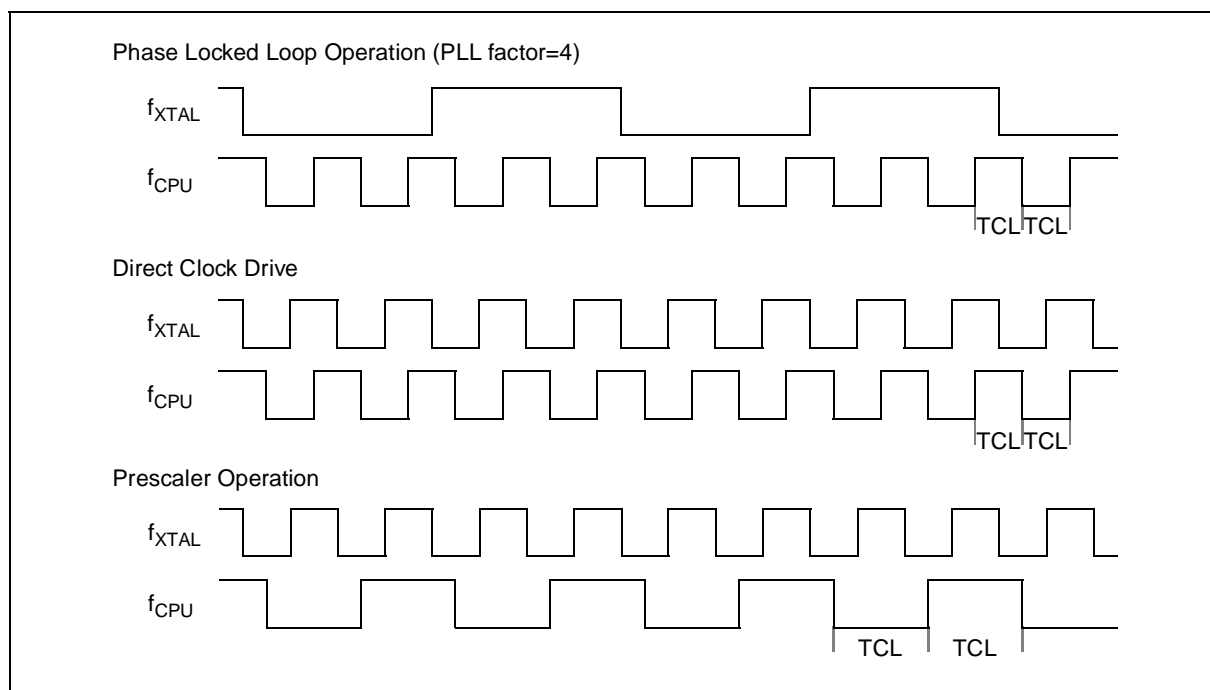 Phase Locked Loop Operation (PLL factor=4)
fXTAL
fCPU
TCL TCL
Direct Clock Drive
fXTAL
fCPU
TCL TCL
Prescaler Operation
fXTAL
fCPU
TCL TCL